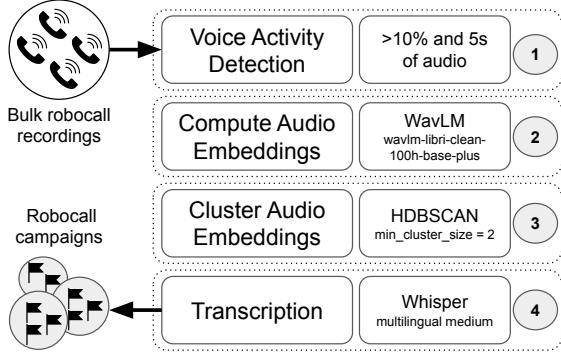 Bulk robocall
recordings
Voice Activity
Detection
>10% and 5s
of audio
1
Compute Audio
Embeddings
WavLM
wavlm-libri-clean-
100h-base-plus
2
Cluster Audio
Embeddings
HDBSCAN
min_cluster_size = 2
3
Robocall
campaigns
Transcription
Whisper
multilingual medium
4